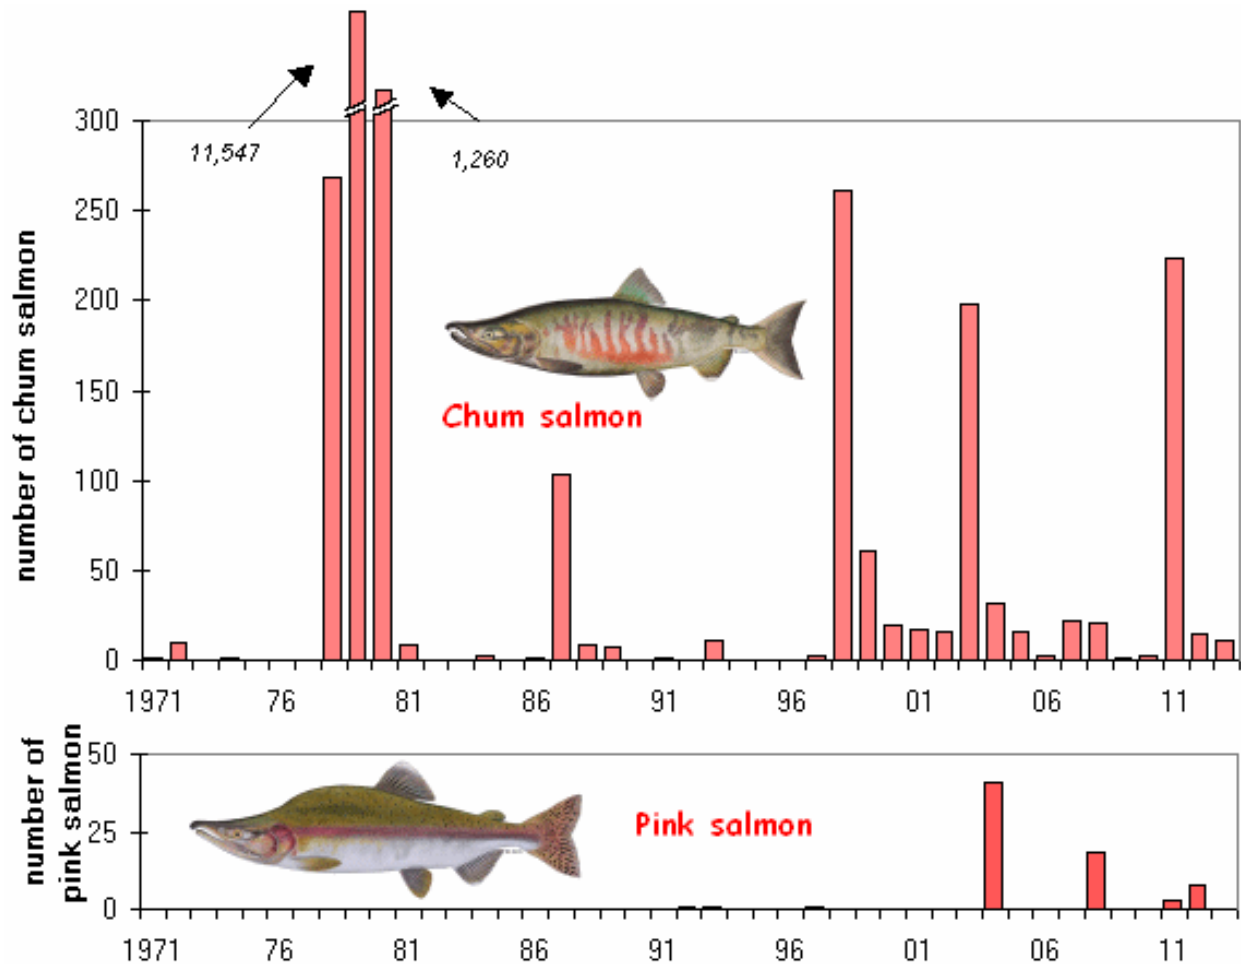 300
11,547
1,260
250
200
150
100
50
0
number of chum salmon
Chum salmon
1971 76 81 86 91 96 01 06 11
50
25
0
number of
pink salmon
Pink salmon
1971 76 81 86 91 96 01 06 11